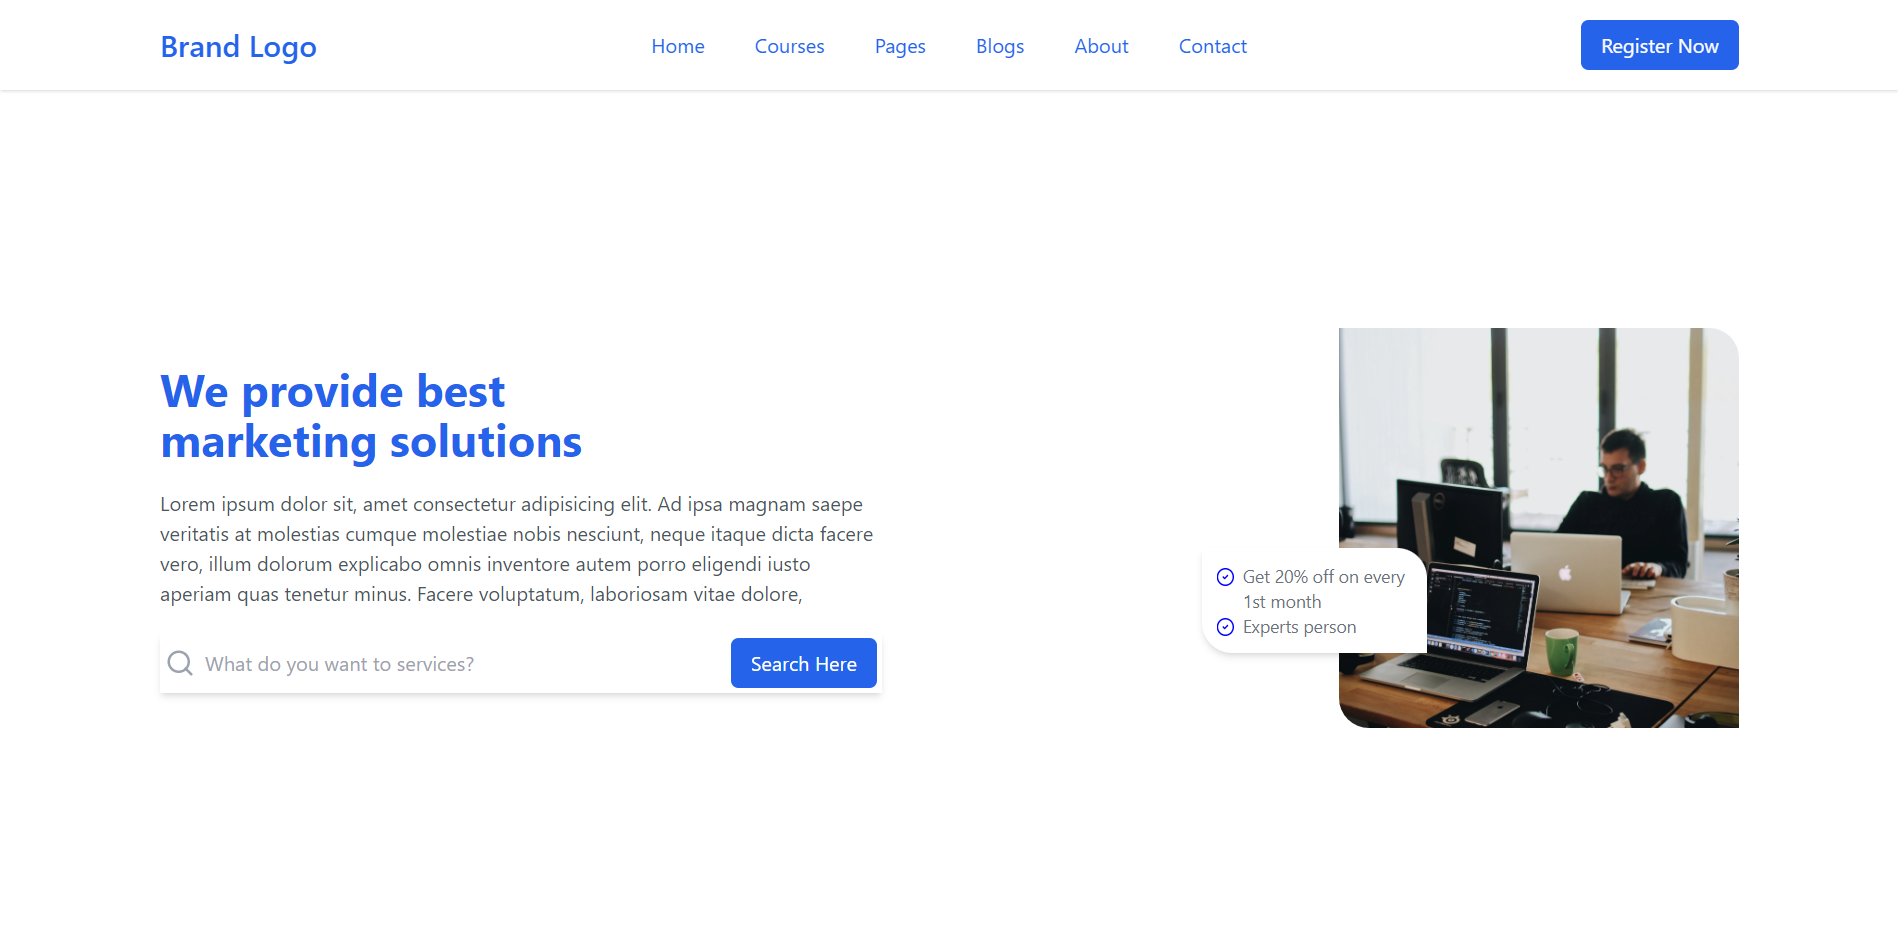 Brand Logo
Home
Courses
Pages
Blogs
About
Contact
Register Now
We provide best
marketing solutions
Lorem ipsum dolor sit, amet consectetur adipisicing elit. Ad ipsa magnam saepe
veritatis at molestias cumque molestiae nobis nesciunt, neque itaque dicta facere
vero, illum dolorum explicabo omnis inventore autem porro eligendi iusto
aperiam quas tenetur minus. Facere voluptatum, laboriosam vitae dolore,
What do you want to services?
Search Here
Get 20% off on every
1st month
Experts person